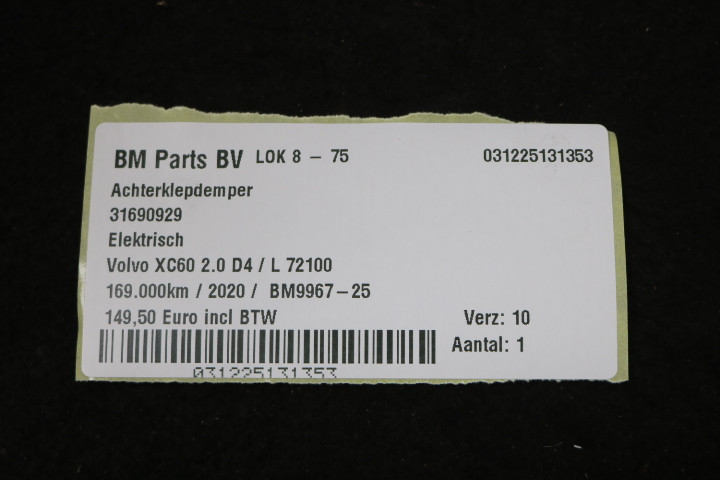 BM Parts BV LOK 8 - 75 031225131353
Achterklepdemper
31690929
Elektrisch
Volvo XC60 2.0 D4 / L 72100
169.000km / 2020 / BM9967-25
149,50 Euro incl BTW Verz: 10
Aantal: 1
031225131353